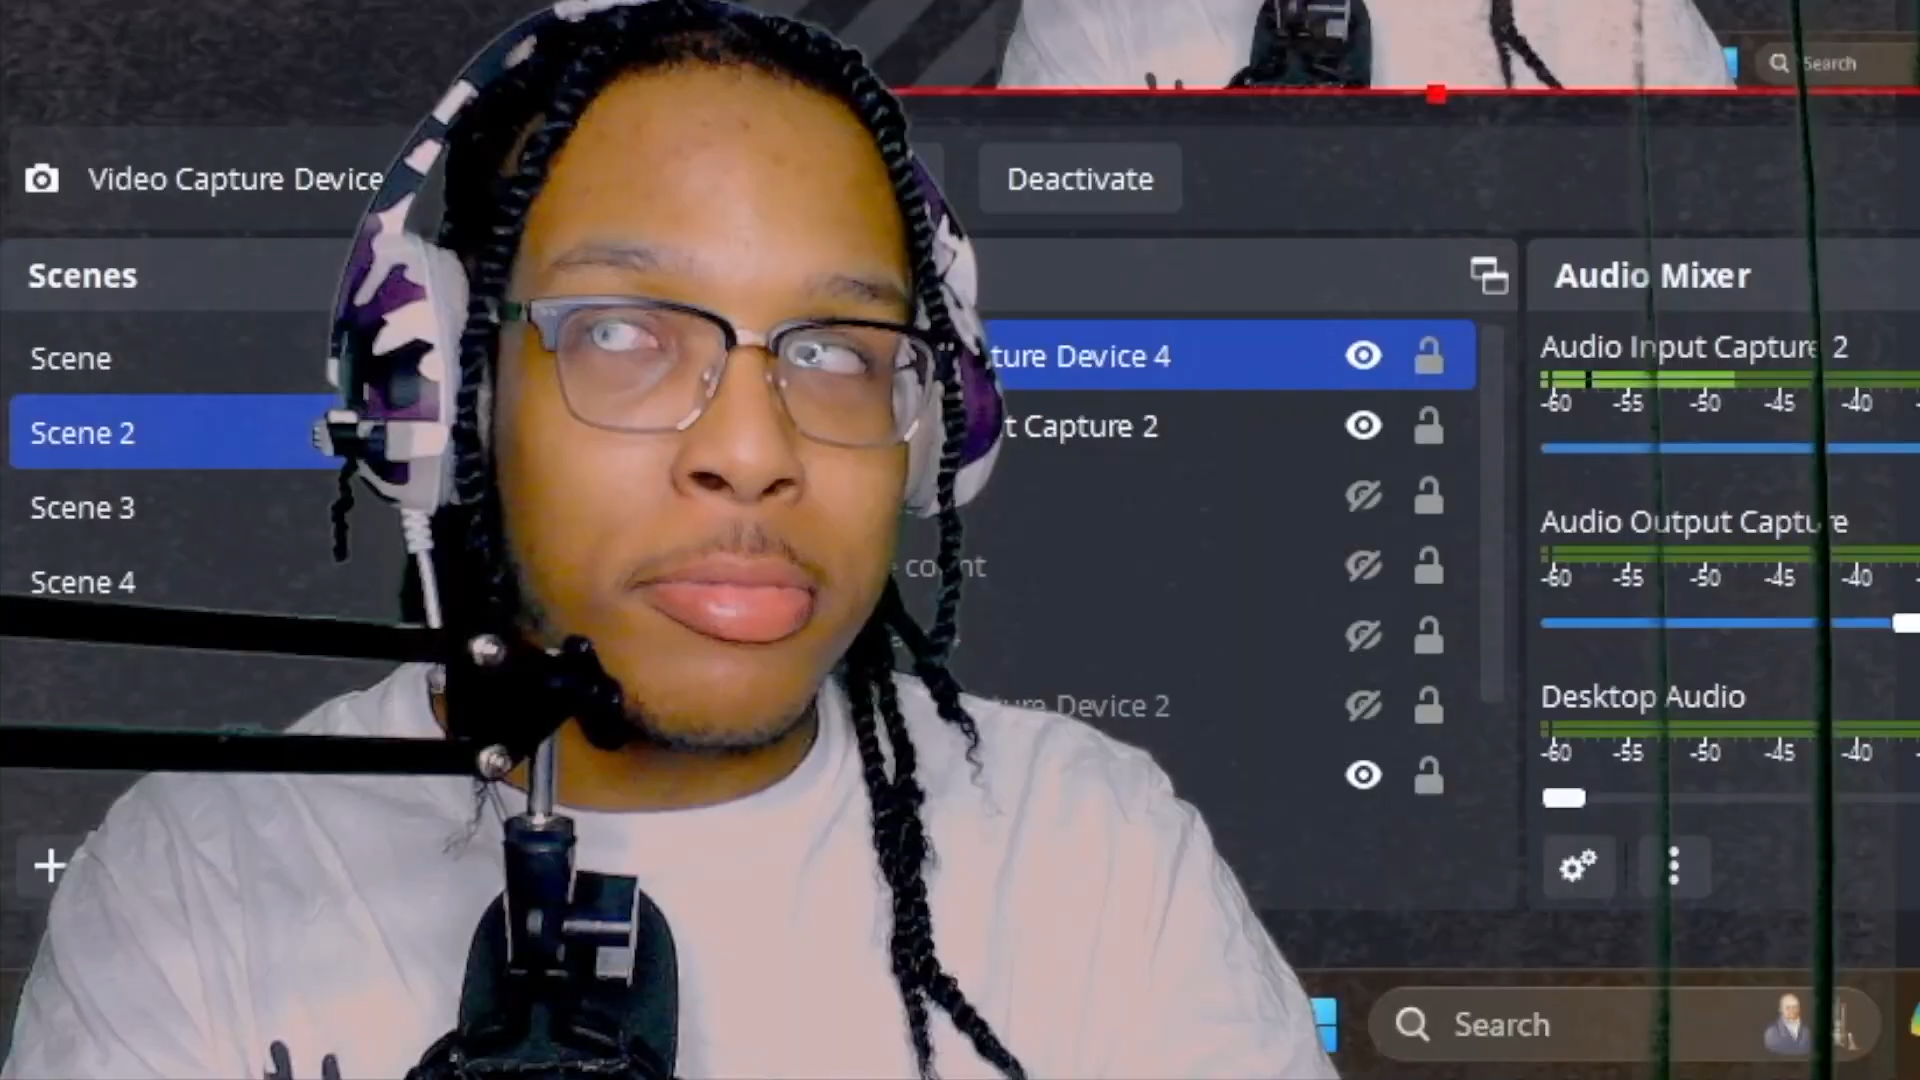 Search
Video Capture Device
Deactivate
Scenes
Audio Mixer
Scene
ture Device 4
Audio Input Capture 2
-60 -55 -50 -45 -40
Scene 2
t Capture 2
Scene 3
Audio Output Capture
-60 -55 -50 -45 -40
Scene 4
Device 2
Desktop Audio
-60 -55 -50 -45 -40
Search